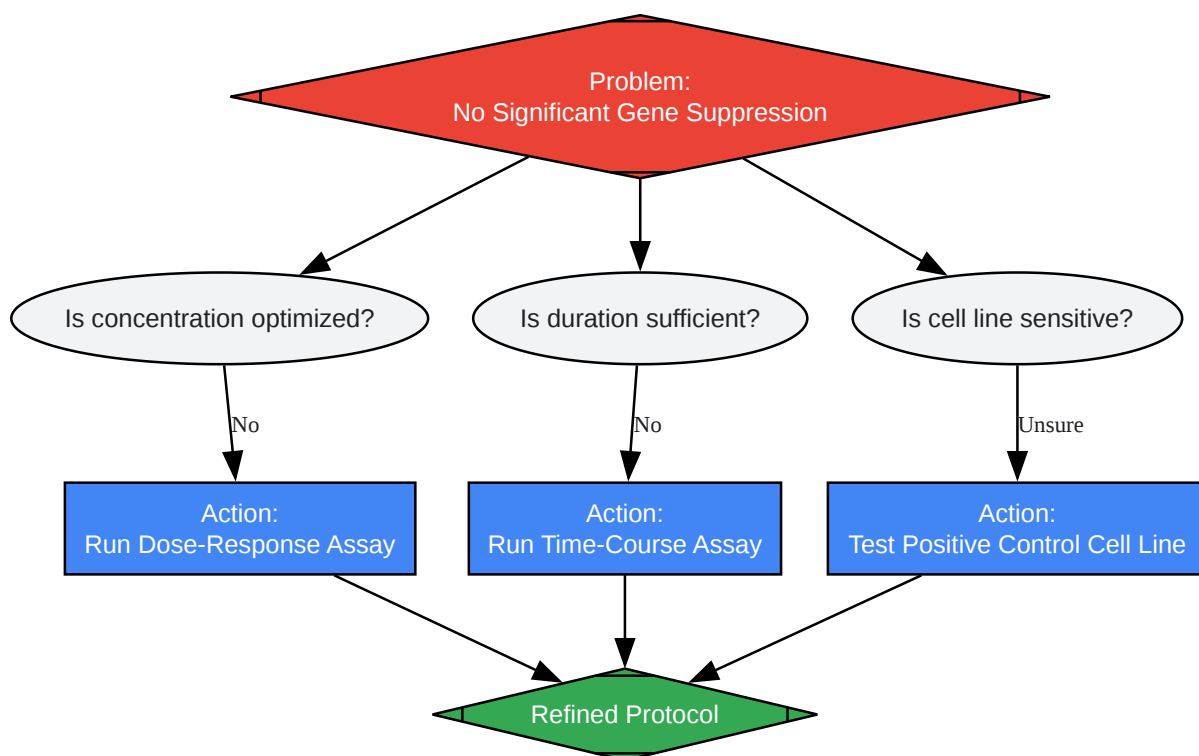 Problem:
No Significant Gene Suppression
Is concentration optimized?
Is duration sufficient?
Is cell line sensitive?
No
No
Unsure
Action:
Run Dose-Response Assay
Action:
Run Time-Course Assay
Action:
Test Positive Control Cell Line
Refined Protocol